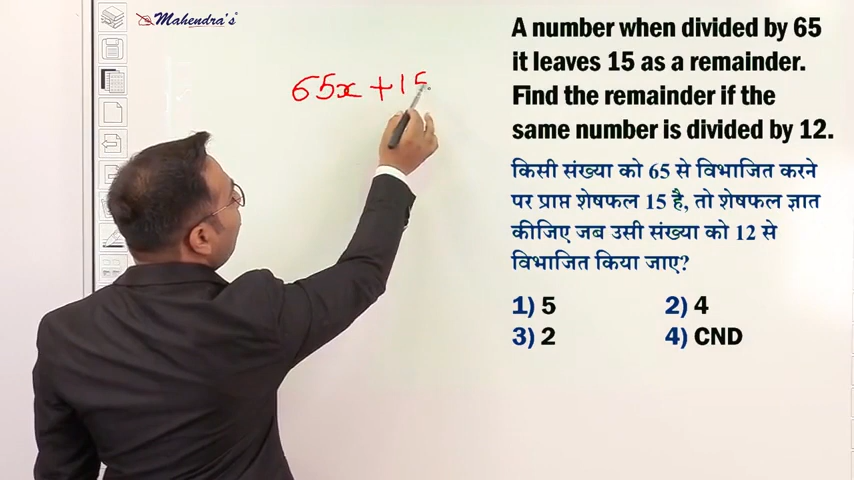 Mahendra's
65x + 15
A number when divided by 65
it leaves 15 as a remainder.
Find the remainder if the
same number is divided by 12.
किसी संख्या को 65 से विभाजित करने
पर प्राप्त शेषफल 15 है, तो शेषफल ज्ञात
कीजिए जब उसी संख्या को 12 से
विभाजित किया जाए?
1) 5 2) 4
3) 2 4) CND